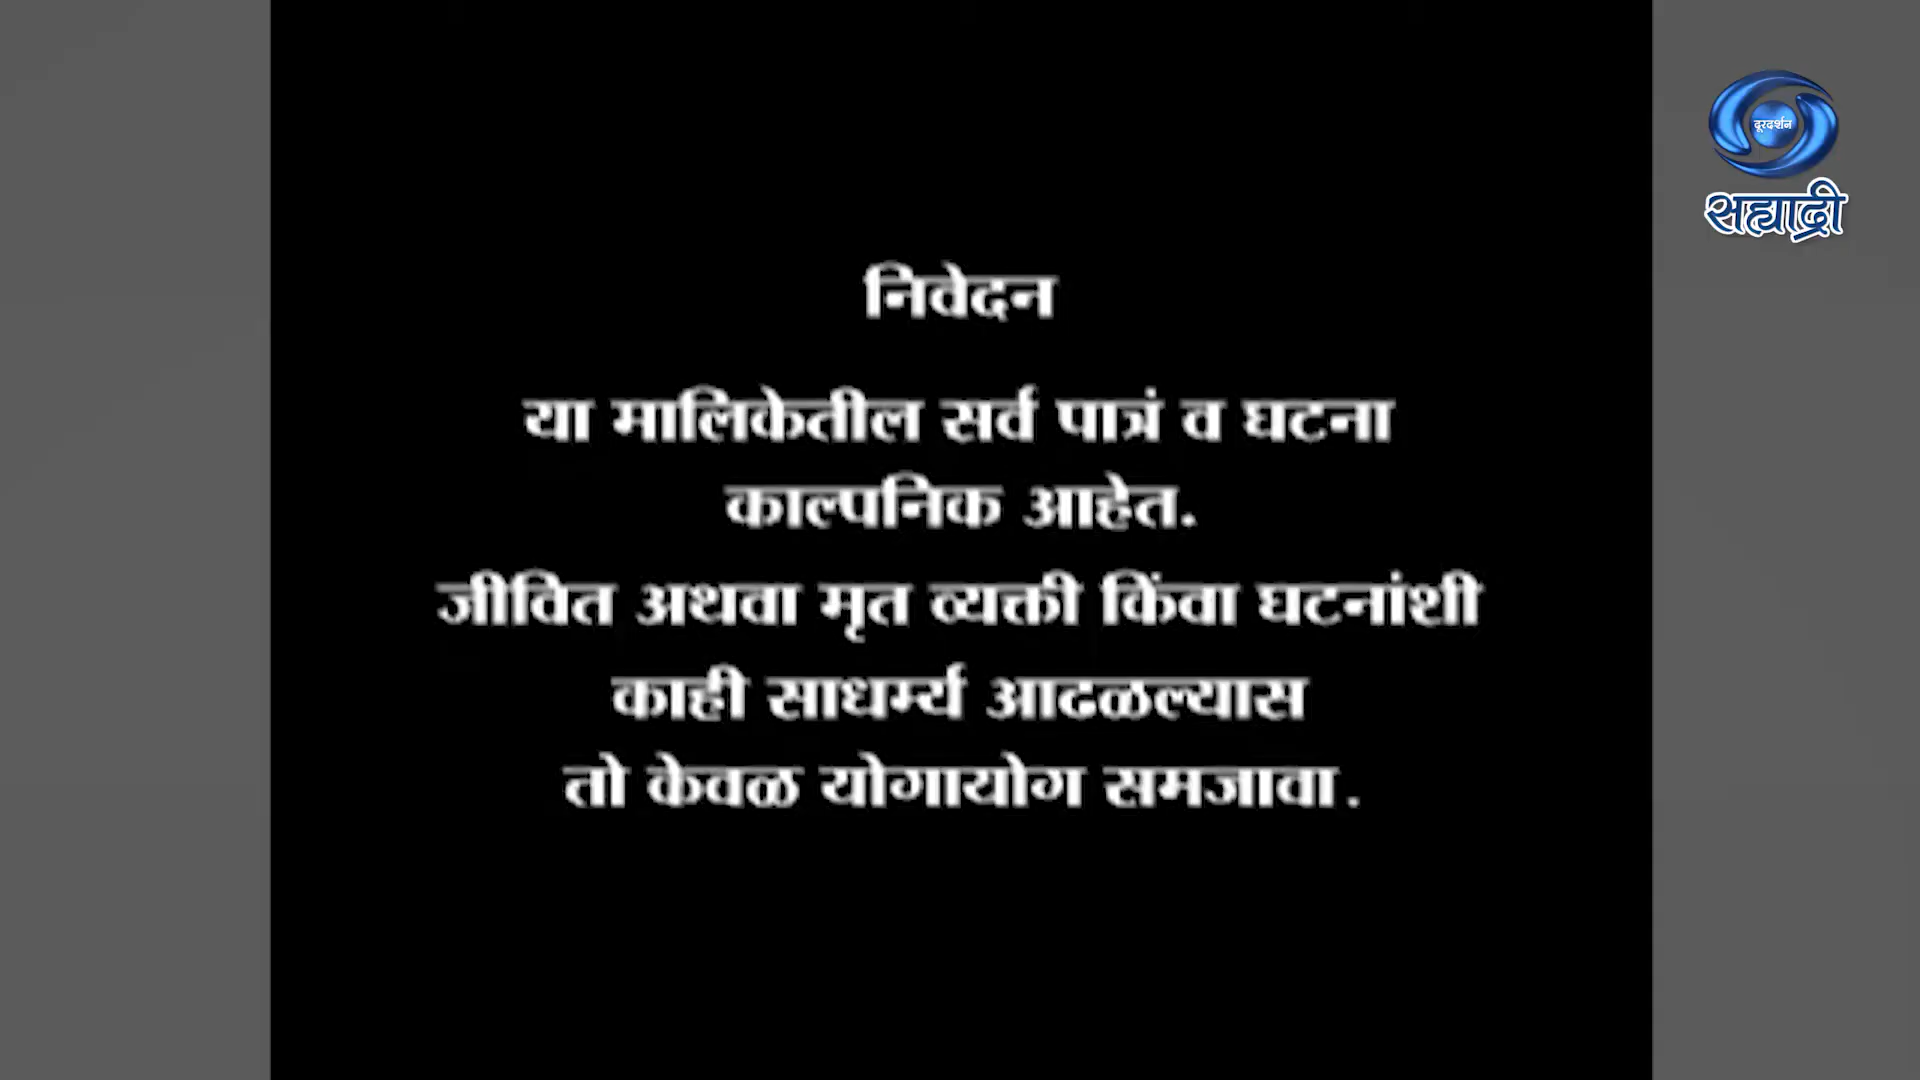 दूरदर्शन
सह्याद्री
निवेदन
या मालिकेतील सर्व पात्रं व घटना
काल्पनिक आहेत.
जीवित अथवा मृत व्यक्ती किंवा घटनांशी
काही साधर्म्य आढळल्यास
तो केवळ योगायोग समजावा.